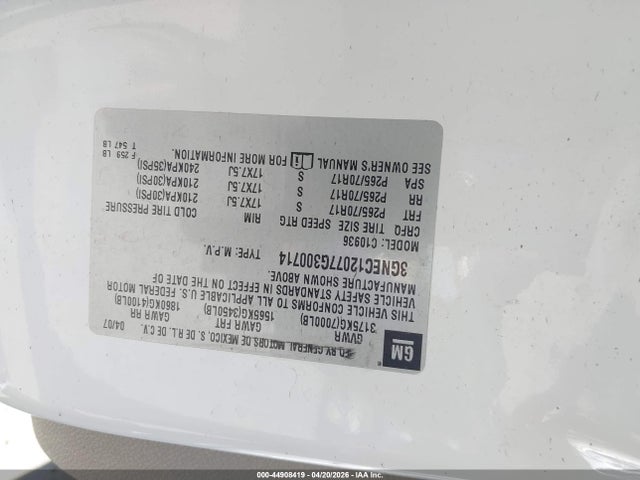 GM
MFD BY GENERAL MOTORS DE MEXICO, S. DE R.L. DE C.V.
04/07 GVWR GAWR FRT GAWR RR
3175KG(7000LB) 1565KG(3450LB) 1860KG(4100LB)
THIS VEHICLE CONFORMS TO ALL APPLICABLE U.S. FEDERAL MOTOR
VEHICLE SAFETY STANDARDS IN EFFECT ON THE DATE OF
MANUFACTURE SHOWN ABOVE.
3GNEC12077G300714 TYPE: M.P.V.
MODEL: C10936
CRFO TIRE SIZE SPEED RTG RIM COLD TIRE PRESSURE
FRT P265/70R17 S 17X7.5J 210KPA(30PSI)
RR P265/70R17 S 17X7.5J 210KPA(30PSI)
SPA P265/70R17 S 17X7.5J 240KPA(35PSI)
SEE OWNER'S MANUAL FOR MORE INFORMATION.
F 259 LB
T 547 LB
000-44908419 - 04/20/2026 - IAA Inc.